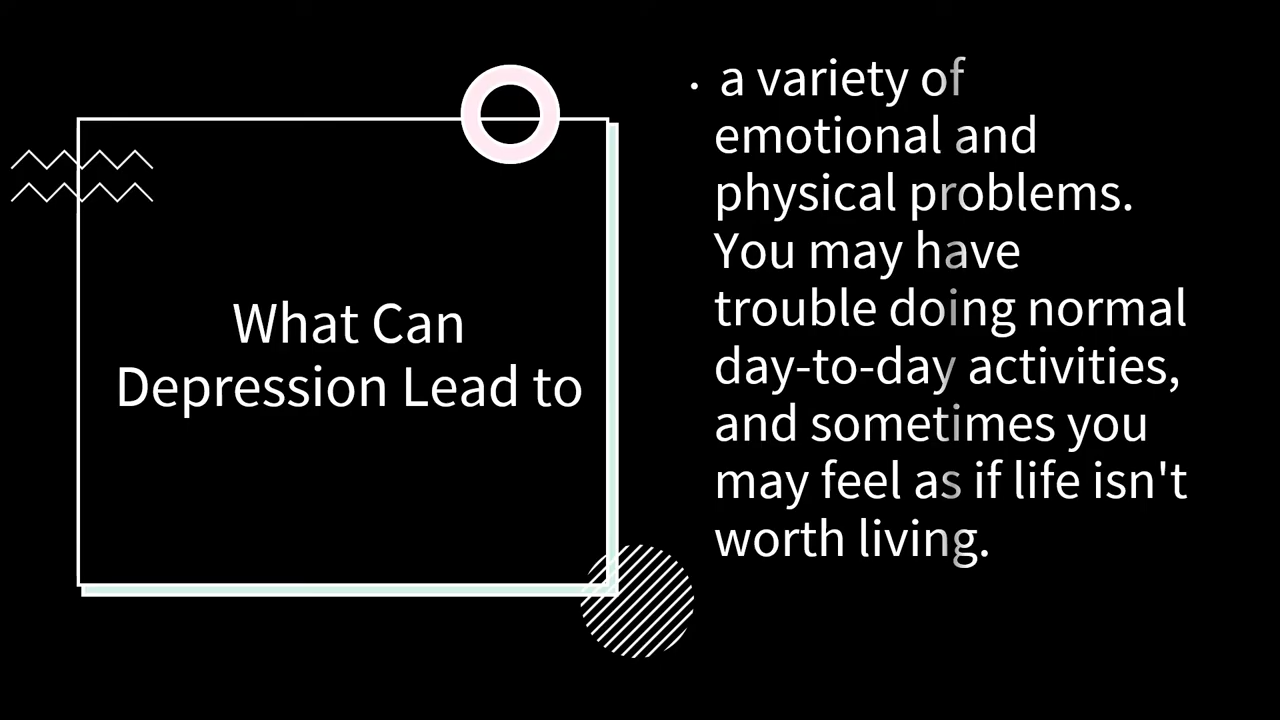 What Can
Depression Lead to
• a variety of
emotional and
physical problems.
You may have
trouble doing normal
day-to-day activities,
and sometimes you
may feel as if life isn't
worth living.